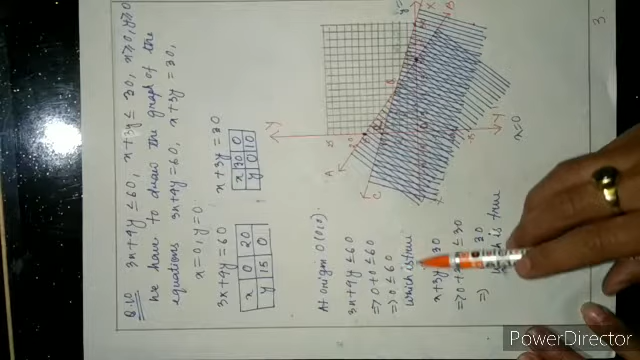 Q.10 3x+4y≤60, x+3y≤30, x≥0, y≥0
We have to draw the graph of the
equations 3x+4y=60, x+3y=30,
x=0, y=0
3x+4y=60
x 0 20
y 15 0
x+3y=30
x 30 0
y 0 10
At origin O(0,0)
3x+4y≤60
=> 0+0≤60
=> 0≤60
which is true
x+3y≤30
=> 0+ ≤30
=> 30
which is true
Y
A
C
B
X
y=
x=0
3.
PowerDirector